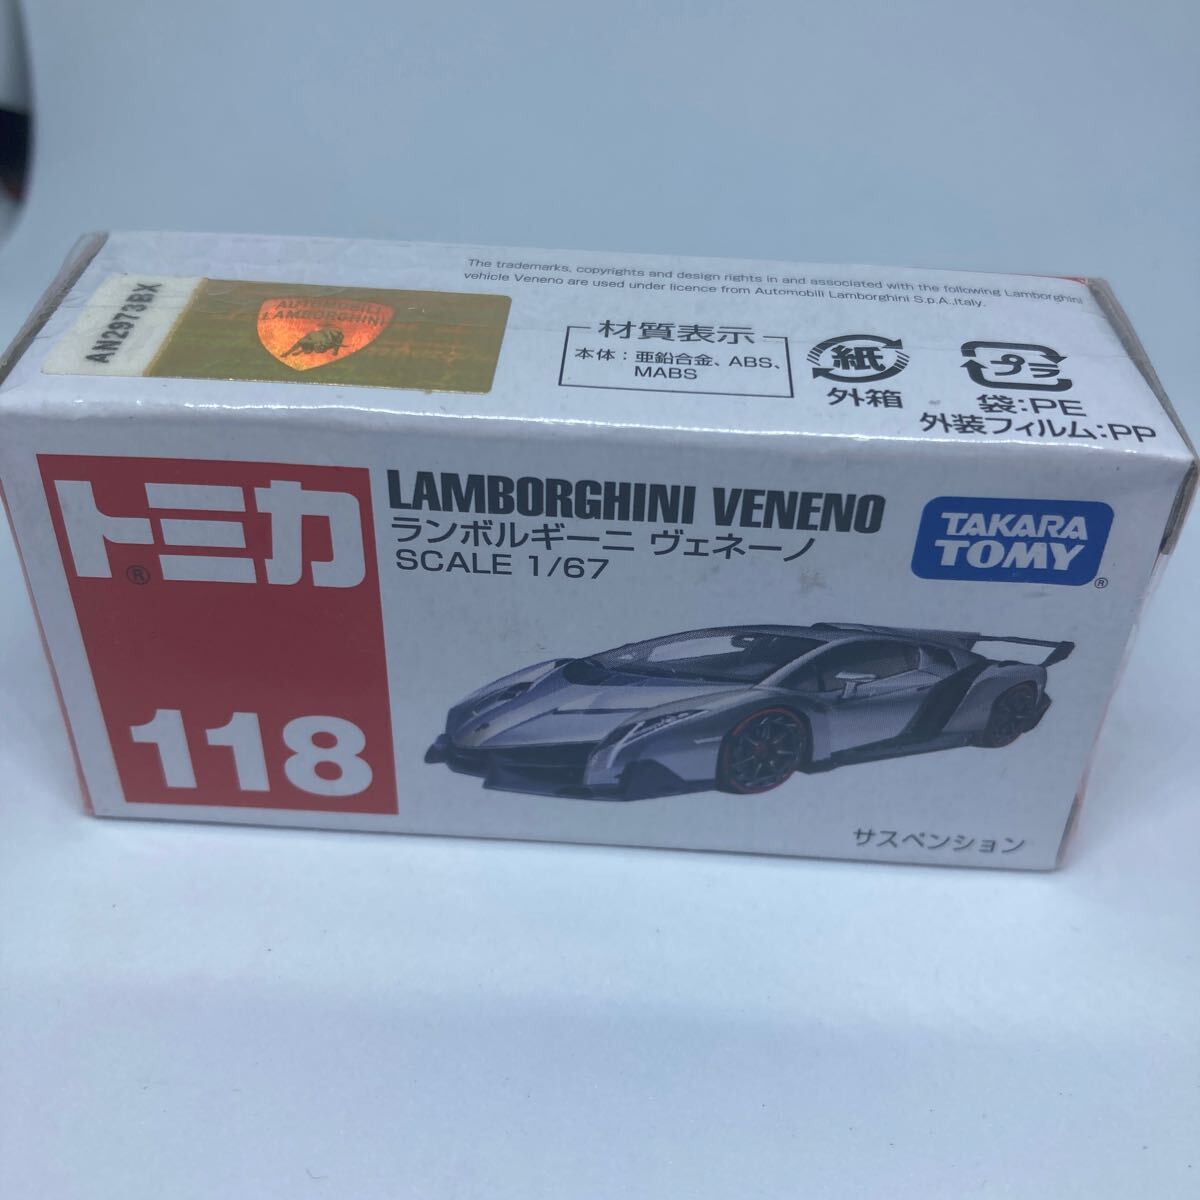 The trademarks, copyrights and design rights in and associated with the following Lamborghini
vehicle Veneno are used under licence from Automobili Lamborghini S.p.A.,Italy.
AN2973BX
AUTOMOBILI
LAMBORGHINI
材質表示
本体：亜鉛合金、ABS、
MABS
紙
外箱
プラ
袋:PE
外装フィルム:PP
トミカ®
118
LAMBORGHINI VENENO
ランボルギーニ ヴェネーノ
SCALE 1/67
TAKARA
TOMY®
サスペンション